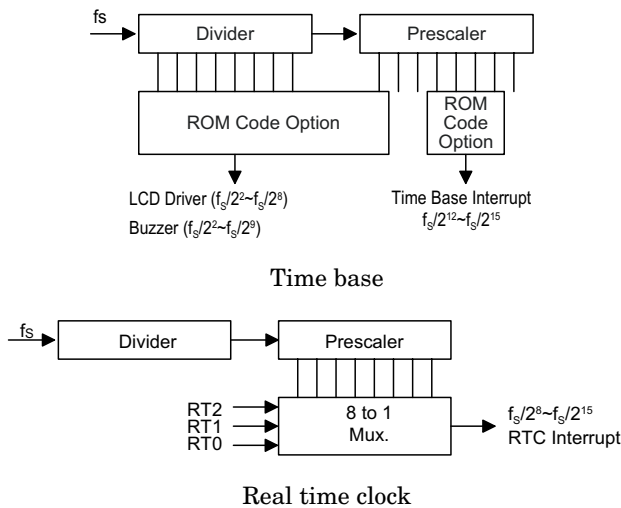 fs
Divider
Prescaler
ROM Code Option
ROM
Code
Option
LCD Driver (fS/2²~fS/2⁸)
Buzzer (fS/2²~fS/2⁹)
Time Base Interrupt
fS/2¹²~fS/2¹⁵
Time base
fS
Divider
Prescaler
RT2
RT1
RT0
8 to 1
Mux.
fS/2⁸~fS/2¹⁵
RTC Interrupt
Real time clock